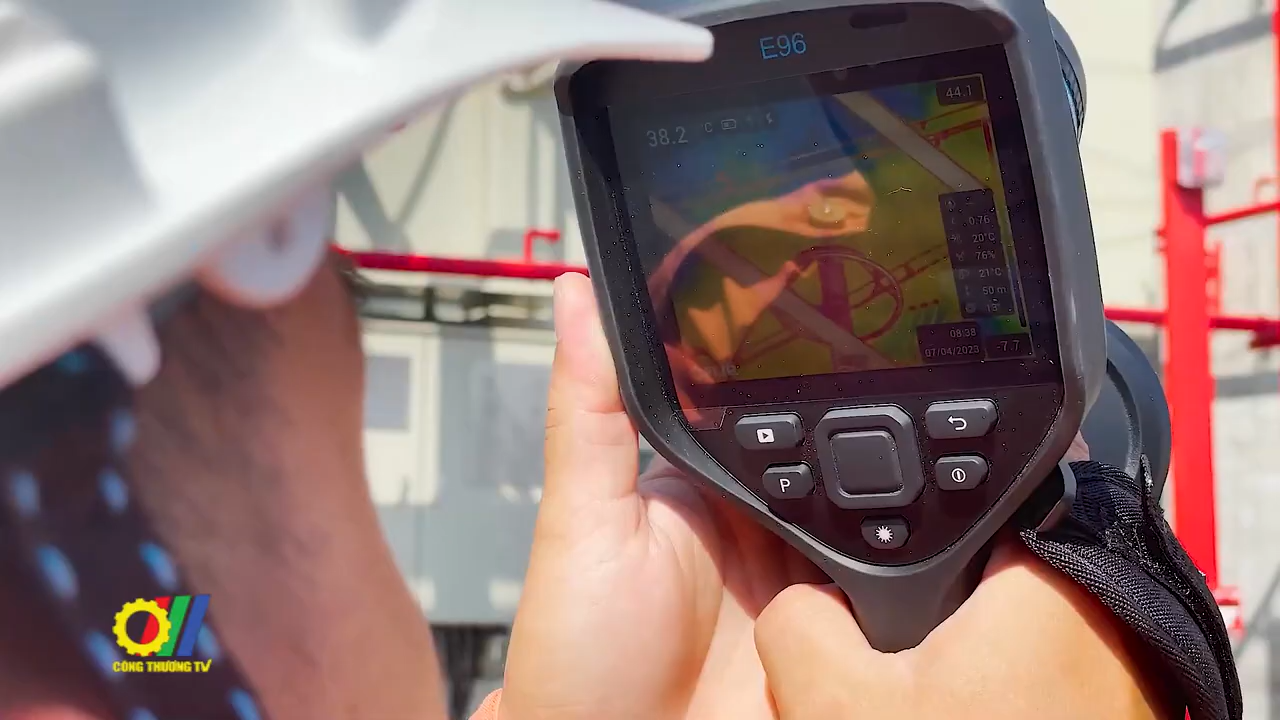 E96
44.1
38.2 °C
0.76
20°C
76%
21°C
50 m
08:38
07/04/2023
-7.7
P
CÔNG THƯƠNG TV